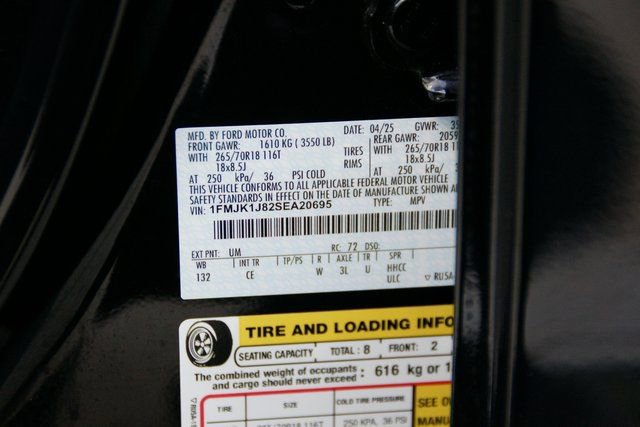 MFD. BY FORD MOTOR CO. DATE: 04/25 GVWR:
FRONT GAWR: 1610 KG ( 3550 LB) REAR GAWR: 2059
WITH 265/70R18 116T TIRES WITH 265/70R18
18x8.5J RIMS 18x8.5J
AT 250 kPa/ 36 PSI COLD AT 250 kPa/
THIS VEHICLE CONFORMS TO ALL APPLICABLE FEDERAL MOTOR VEHICLE
SAFETY STANDARDS IN EFFECT ON THE DATE OF MANUFACTURE SHOWN
VIN: 1FMJK1J82SEA20695 TYPE: MPV
EXT PNT: UM RC: 72 DSO:
WB INT TR TP/PS R AXLE TR SPR
132 CE W 3L U HHCC
ULC
TIRE AND LOADING INFO
SEATING CAPACITY TOTAL: 8 FRONT: 2
The combined weight of occupants
and cargo should never exceed : 616 kg or 1
TIRE SIZE COLD TIRE PRESSURE SEE
250 KPA, 36 PSI